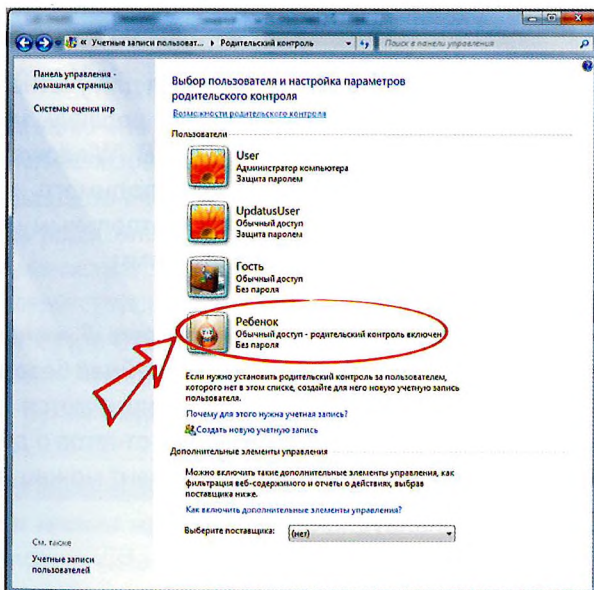 « Учетные записи пользоват... ▸ Родительский контроль
Поиск в панели управления
Панель управления -
домашняя страница
Системы оценки игр
Выбор пользователя и настройка параметров
родительского контроля
Возможности родительского контроля
Пользователи
User
Администратор компьютера
Защита паролем
UpdatusUser
Обычный доступ
Защита паролем
Гость
Обычный доступ
Без пароля
Ребенок
Обычный доступ - родительский контроль включен
Без пароля
Если нужно установить родительский контроль за пользователем,
которого нет в этом списке, создайте для него новую учетную запись
пользователя.
Почему для этого нужна учетная запись?
Создать новую учетную запись
Дополнительные элементы управления
Можно включить такие дополнительные элементы управления, как
фильтрация веб-содержимого и отчеты о действиях, выбрав
поставщика ниже.
Как включить дополнительные элементы управления?
Выберите поставщика:
(нет)
См. также
Учетные записи
пользователей